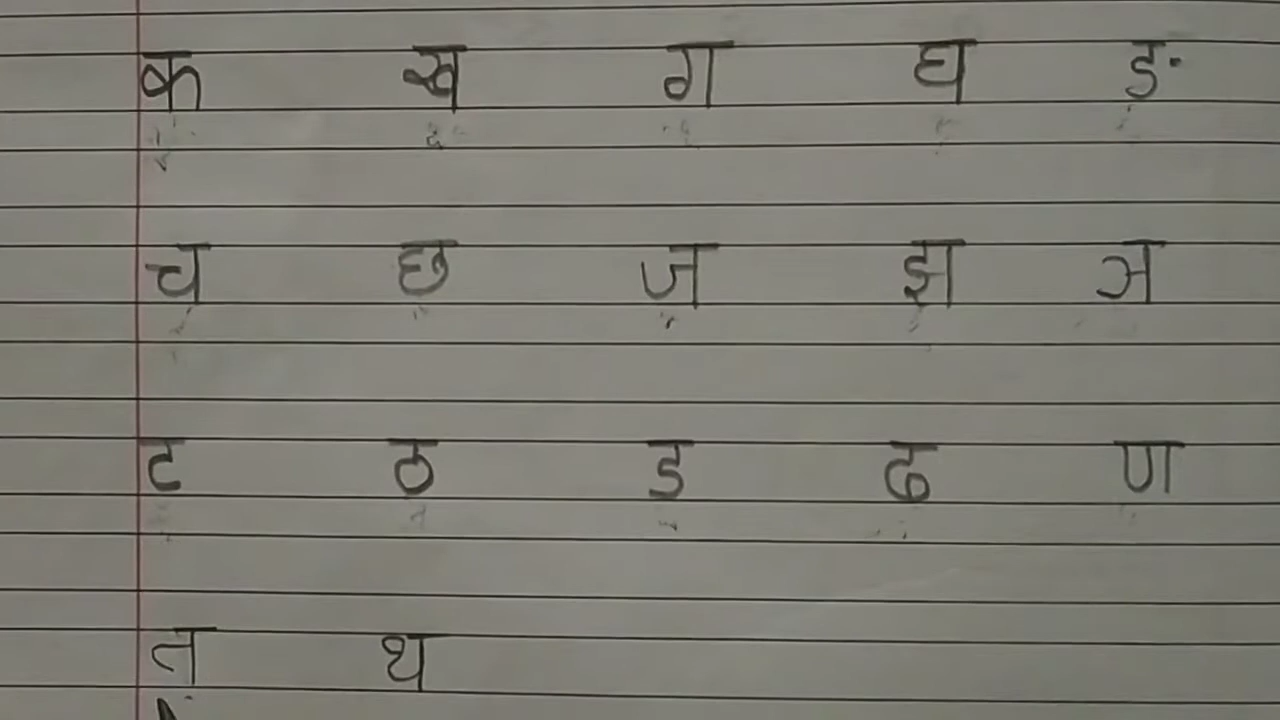 क ख ग घ ङ
च छ ज झ ञ
ट ठ ड ढ ण
त थ